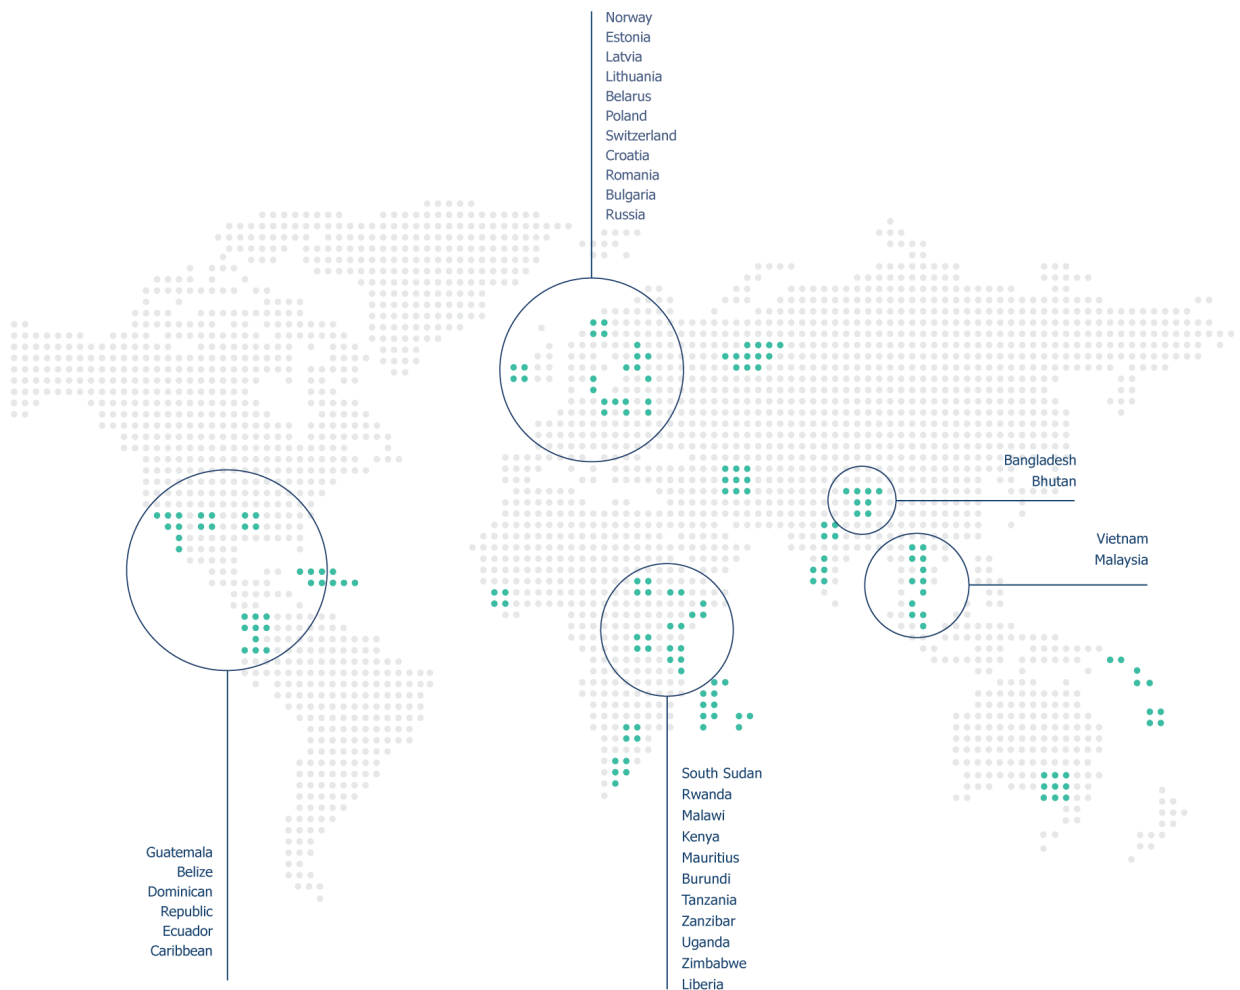 Norway
Estonia
Latvia
Lithuania
Belarus
Poland
Switzerland
Croatia
Romania
Bulgaria
Russia
Bangladesh
Bhutan
Vietnam
Malaysia
South Sudan
Rwanda
Malawi
Kenya
Mauritius
Burundi
Tanzania
Zanzibar
Uganda
Zimbabwe
Liberia
Guatemala
Belize
Dominican
Republic
Ecuador
Caribbean